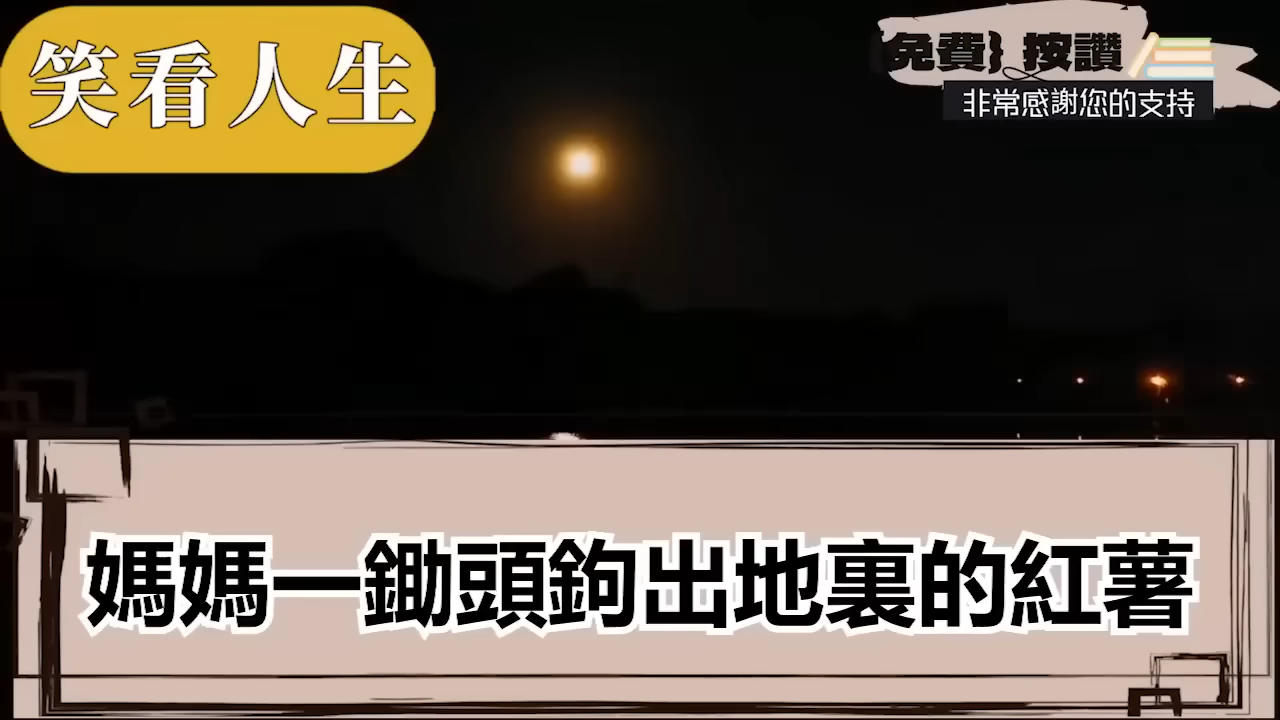 笑看人生
免費} 按讚
非常感謝您的支持
媽媽一鋤頭鉤出地裏的紅薯